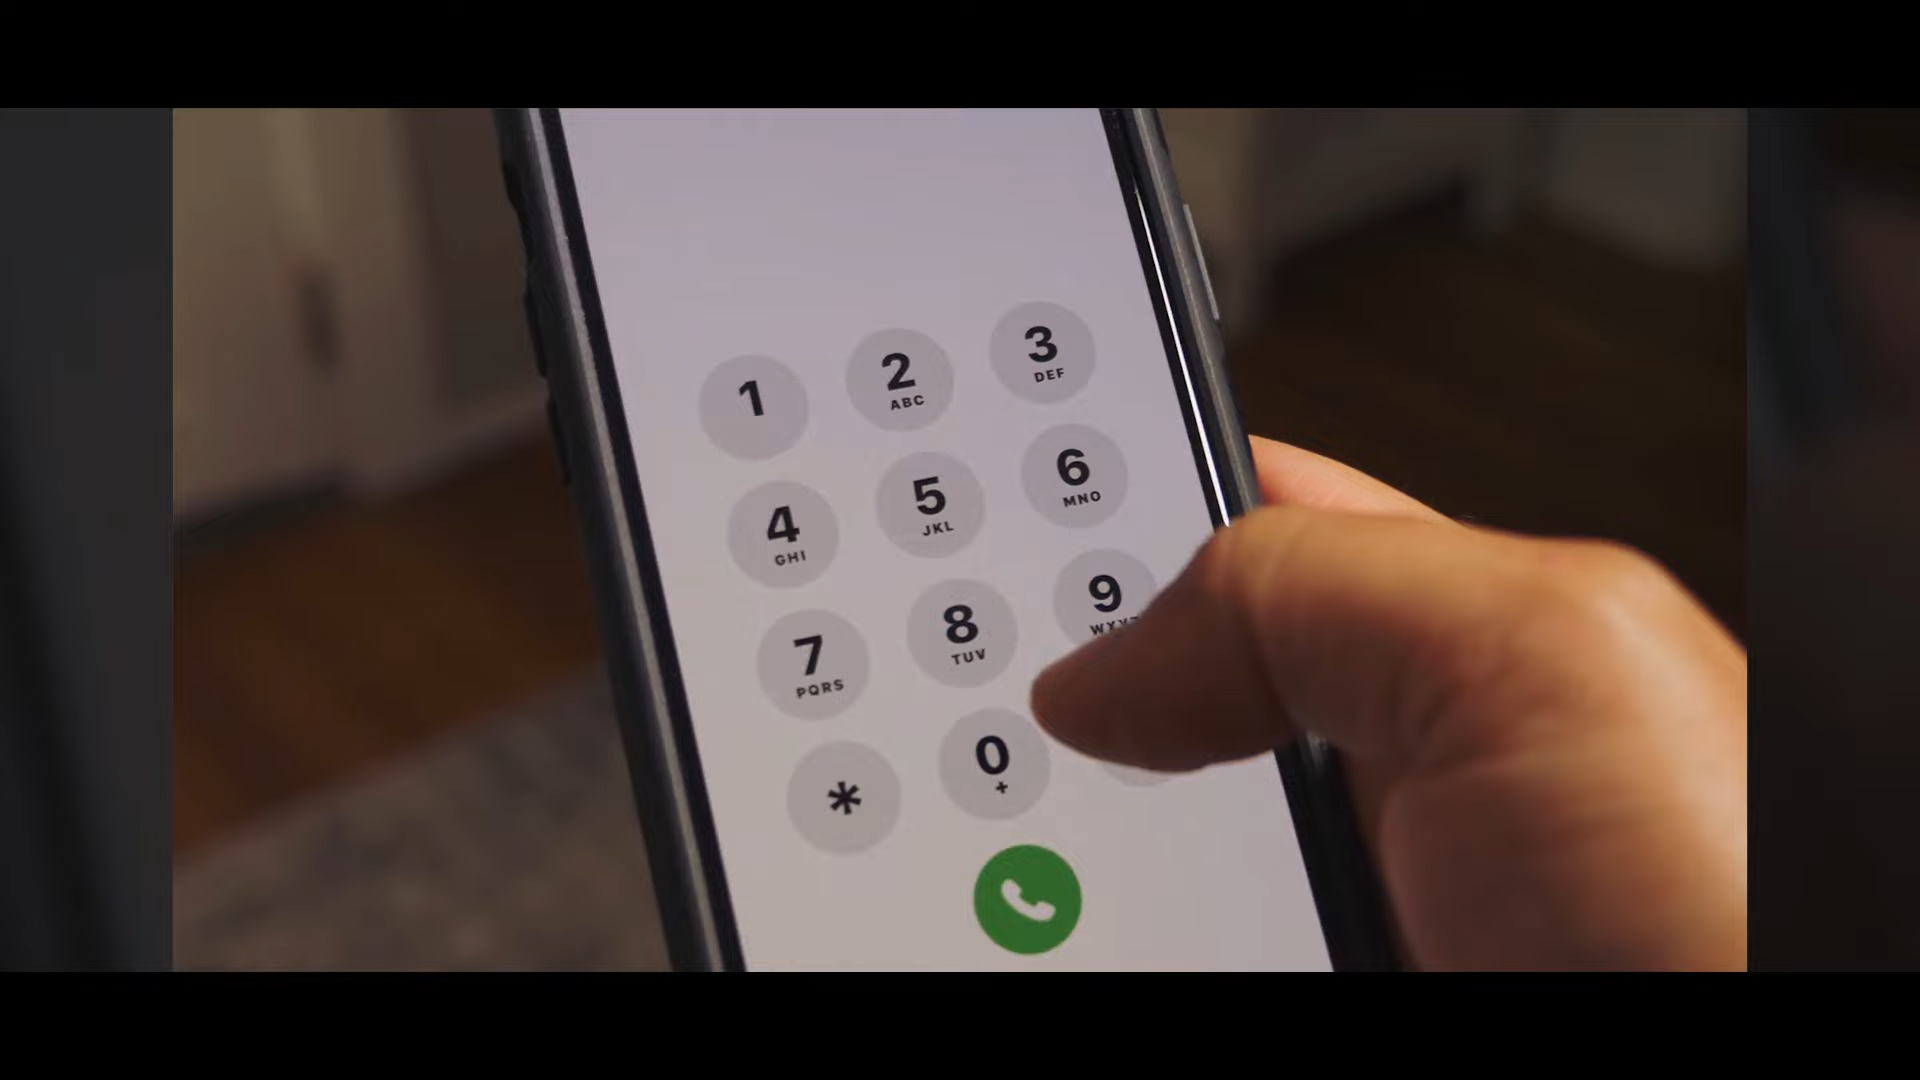 1 2 3
ABC DEF
4 5 6
GHI JKL MNO
7 8 9
PQRS TUV
* 0
+